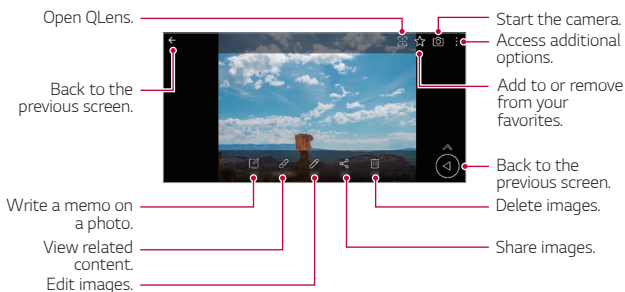 Open QLens.
Start the camera.
Access additional
options.
Back to the
previous screen.
Add to or remove
from your
favorites.
Back to the
previous screen.
Write a memo on
a photo.
Delete images.
View related
content.
Share images.
Edit images.